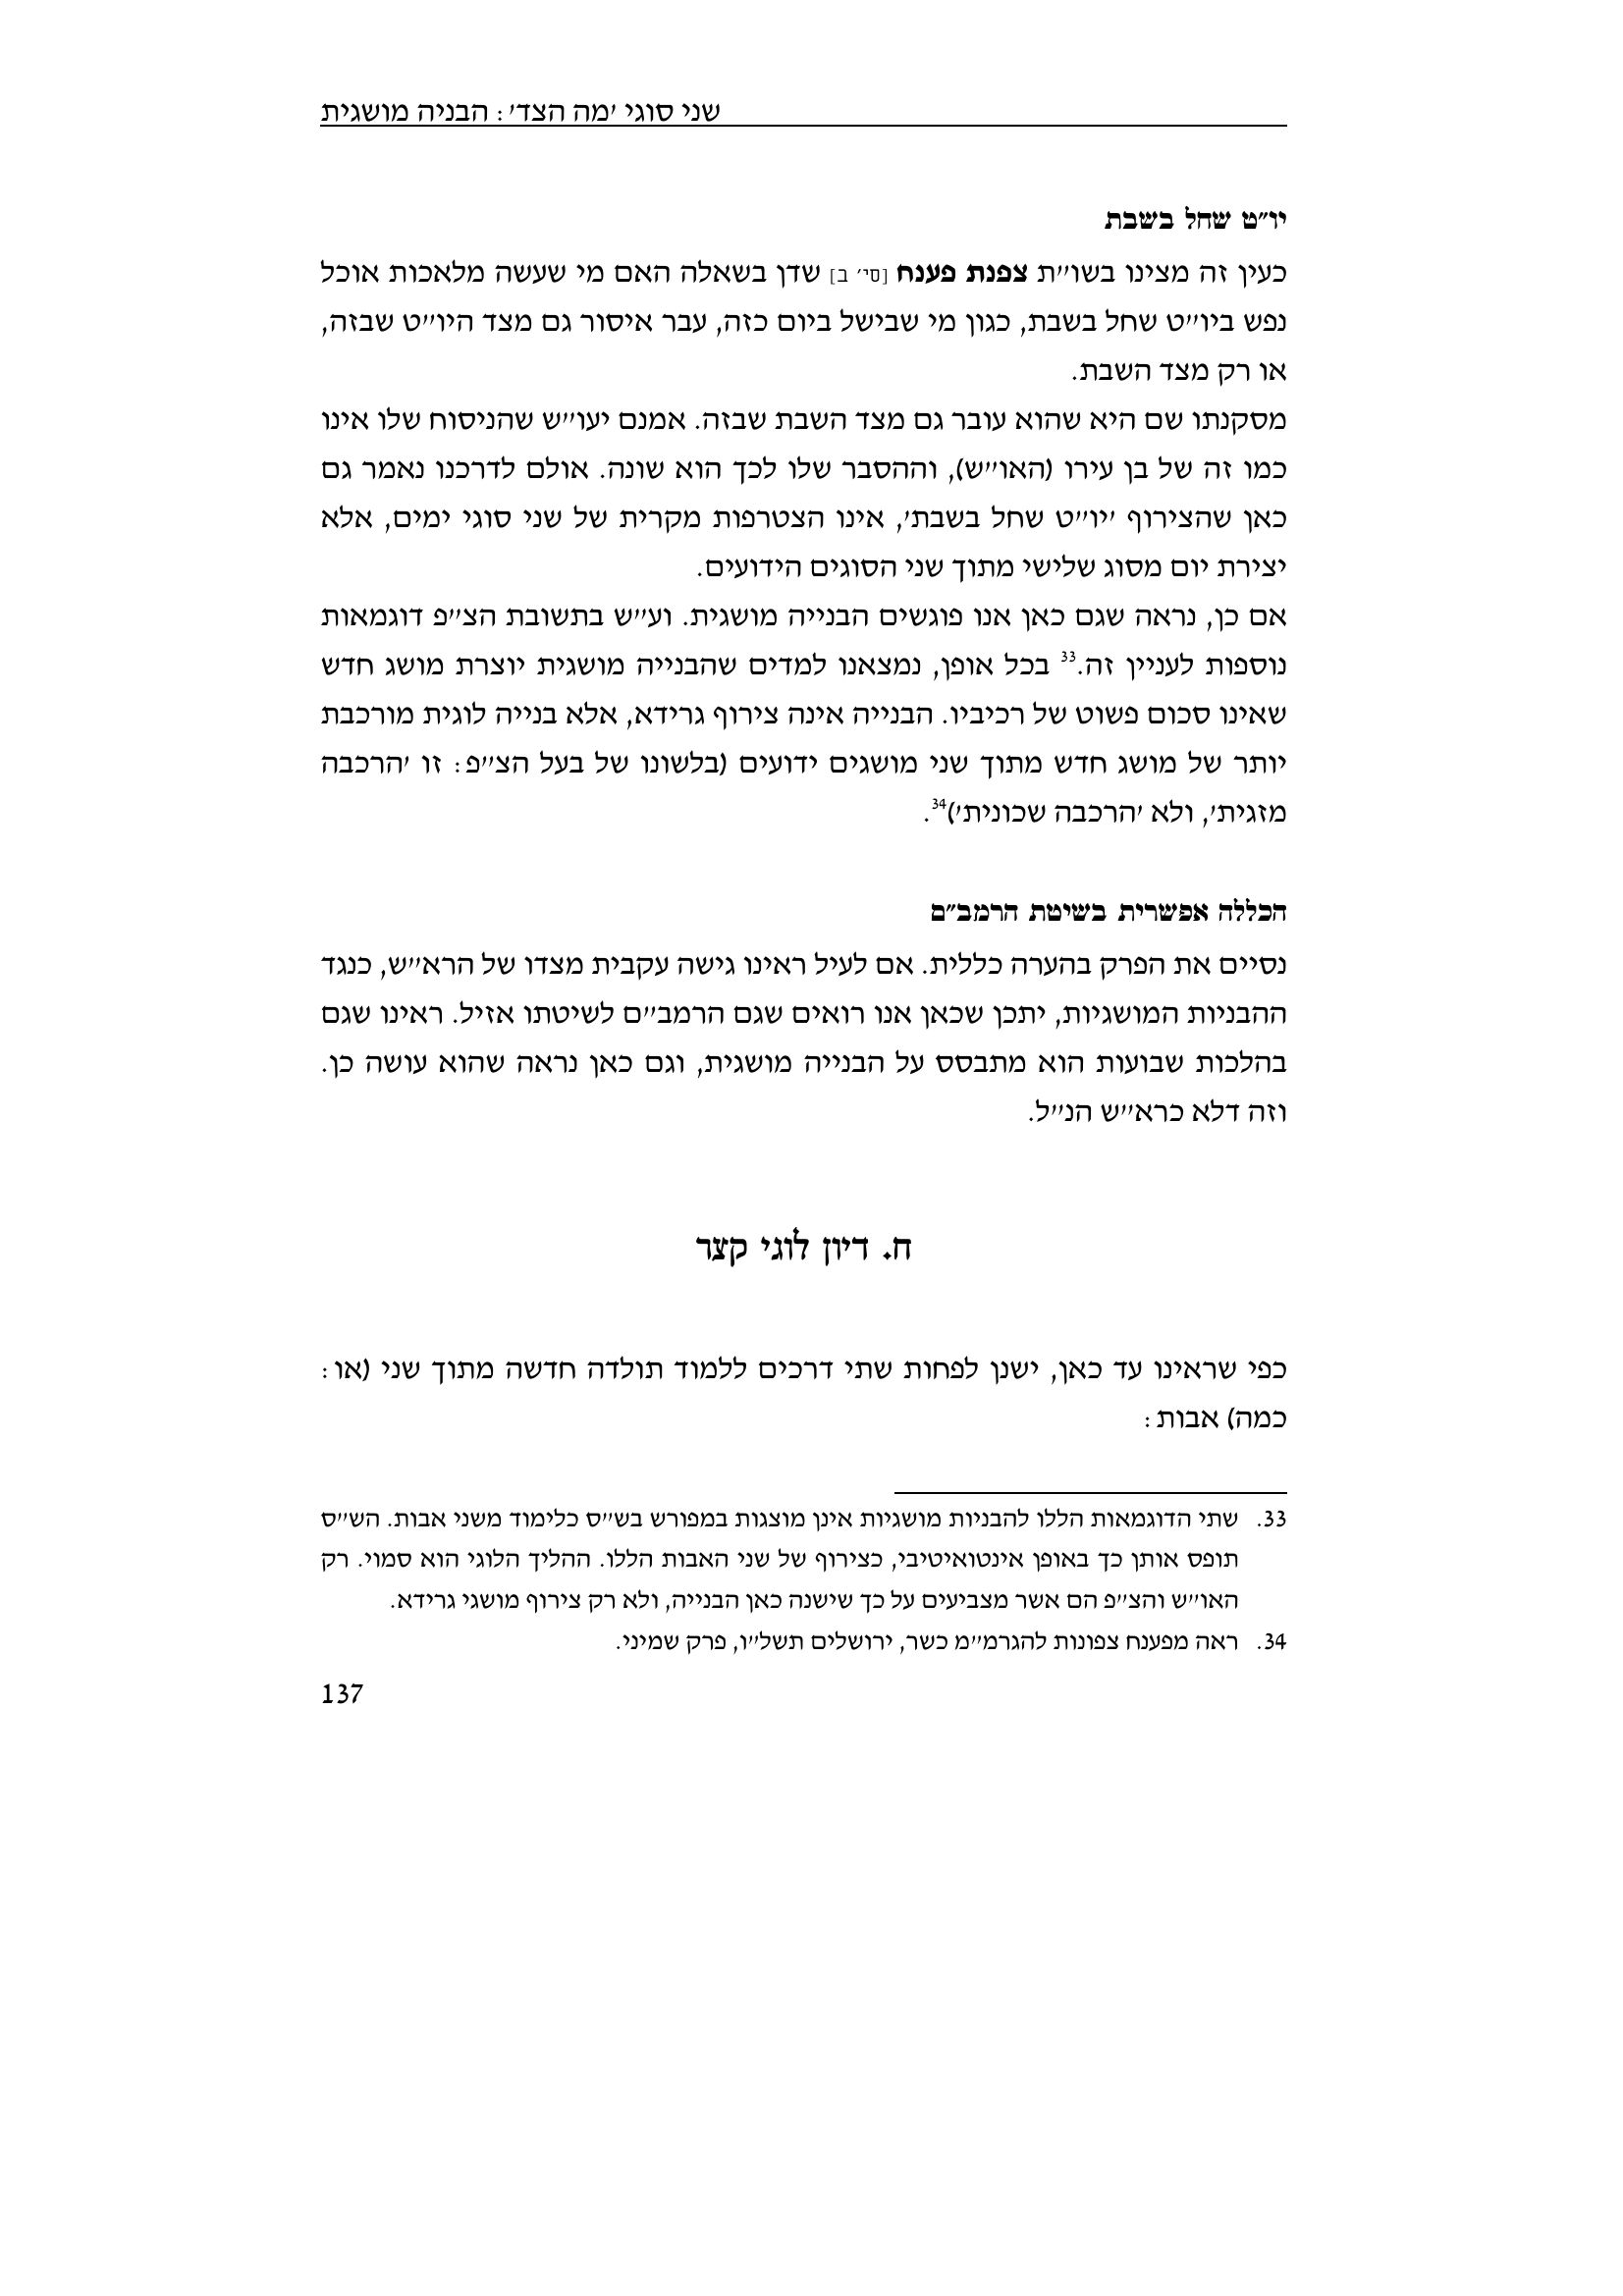 שני סוגי 'מה הצד': הבניה מושגית
יו"ט שחל בשבת
כעין זה מצינו בשו"ת צפנת פענח [סי' ב] שדן בשאלה האם מי שעשה מלאכות אוכל
נפש ביו"ט שחל בשבת, כגון מי שבישל ביום כזה, עבר איסור גם מצד היו"ט שבזה,
או רק מצד השבת.
מסקנתו שם היא שהוא עובר גם מצד השבת שבזה. אמנם יעו"ש שהניסוח שלו אינו
כמו זה של בן עירו (האו"ש), וההסבר שלו לכך הוא שונה. אולם לדרכנו נאמר גם
כאן שהצירוף 'יו"ט שחל בשבת', אינו הצטרפות מקרית של שני סוגי ימים, אלא
יצירת יום מסוג שלישי מתוך שני הסוגים הידועים.
אם כן, נראה שגם כאן אנו פוגשים הבנייה מושגית. וע"ש בתשובת הצ"פ דוגמאות
נוספות לעניין זה.33 בכל אופן, נמצאנו למדים שהבנייה מושגית יוצרת מושג חדש
שאינו סכום פשוט של רכיביו. הבנייה אינה צירוף גרידא, אלא בנייה לוגית מורכבת
יותר של מושג חדש מתוך שני מושגים ידועים (בלשונו של בעל הצ"פ: זו 'הרכבה
מזגית', ולא 'הרכבה שכונית')34.
הכללה אפשרית בשיטת הרמב"ם
נסיים את הפרק בהערה כללית. אם לעיל ראינו גישה עקבית מצדו של הרא"ש, כנגד
ההבניות המושגיות, יתכן שכאן אנו רואים שגם הרמב"ם לשיטתו אזיל. ראינו שגם
בהלכות שבועות הוא מתבסס על הבנייה מושגית, וגם כאן נראה שהוא עושה כן.
וזה דלא כרא"ש הנ"ל.
ח. דיון לוגי קצר
כפי שראינו עד כאן, ישנן לפחות שתי דרכים ללמוד תולדה חדשה מתוך שני (או:
כמה) אבות:
33. שתי הדוגמאות הללו להבניות מושגיות אינן מוצגות במפורש בש"ס כלימוד משני אבות. הש"ס
תופס אותן כך באופן אינטואיטיבי, כצירוף של שני האבות הללו. ההליך הלוגי הוא סמוי. רק
האו"ש והצ"פ הם אשר מצביעים על כך שישנה כאן הבנייה, ולא רק צירוף מושגי גרידא.
34. ראה מפענח צפונות להגרמ"מ כשר, ירושלים תשל"ו, פרק שמיני.
137